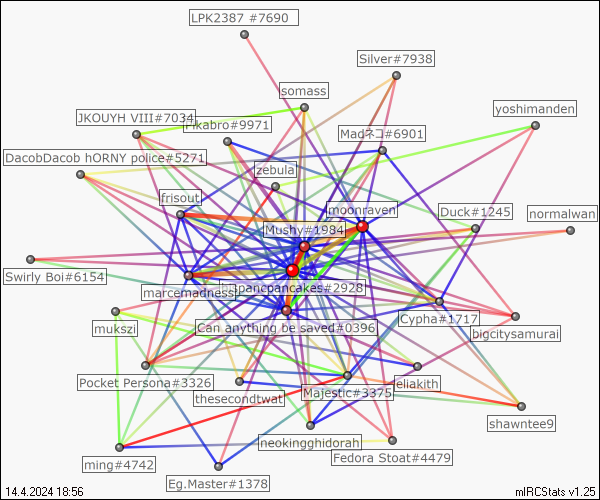 LPK2387 #7690
Silver#7938
somass
yoshimanden
JKOUYH VIII#7034
Pikabro#9971
Madネコ#6901
DacobDacob hORNY police#5271
zebula
frisout
moonraven
Duck#1245
normalwan
Mushy#1984
Swirly Boi#6154
marcemadness
pancpancakes#2928
mukszi
Can anything be saved#0396
Cypha#1717
bigcitysamurai
Pocket Persona#3326
eliakith
thesecondtwat
Majestic#3375
shawntee9
neokingghidorah
Fedora Stoat#4479
ming#4742
Eg.Master#1378
14.4.2024 18:56
mIRCStats v1.25